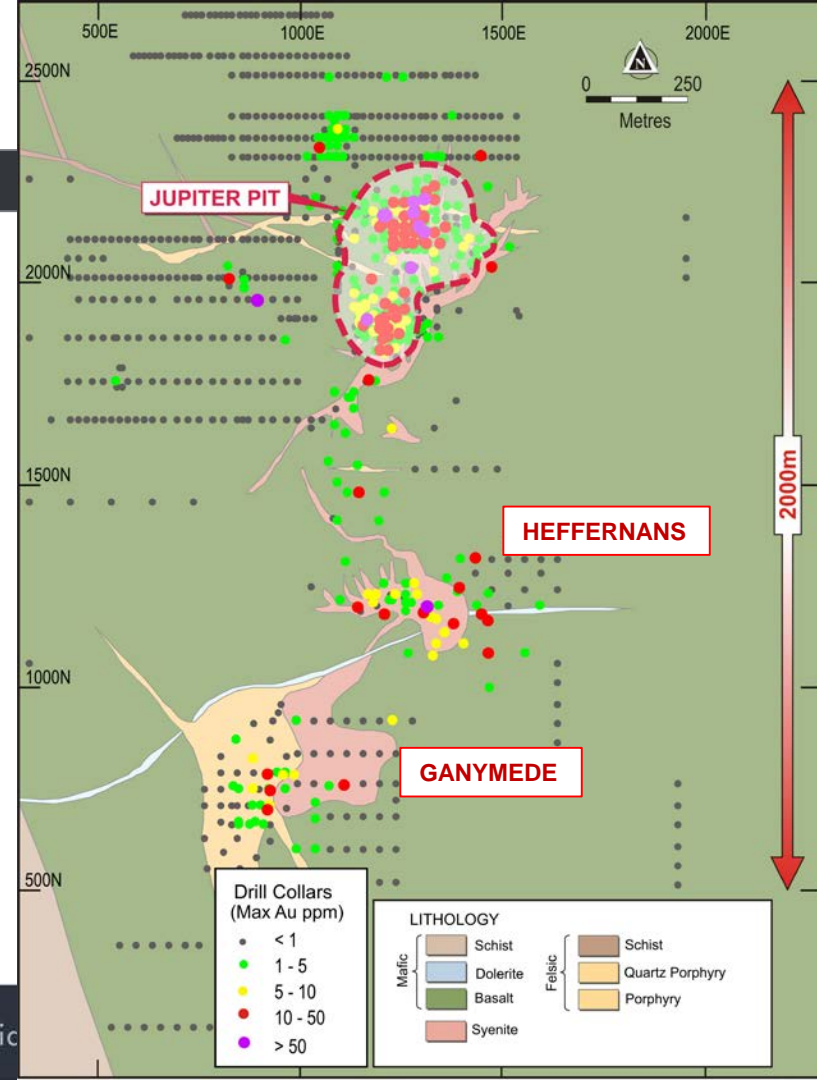 500E
1000E
1500E
2000E
2500N
N
0
250
Metres
JUPITER PIT
2000N
1500N
2000m
HEFFERNANS
1000N
GANYMEDE
500N
Drill Collars
(Max Au ppm)
< 1
1 - 5
5 - 10
10 - 50
> 50
LITHOLOGY
Mafic
Schist
Dolerite
Basalt
Syenite
Felsic
Schist
Quartz Porphyry
Porphyry
ic